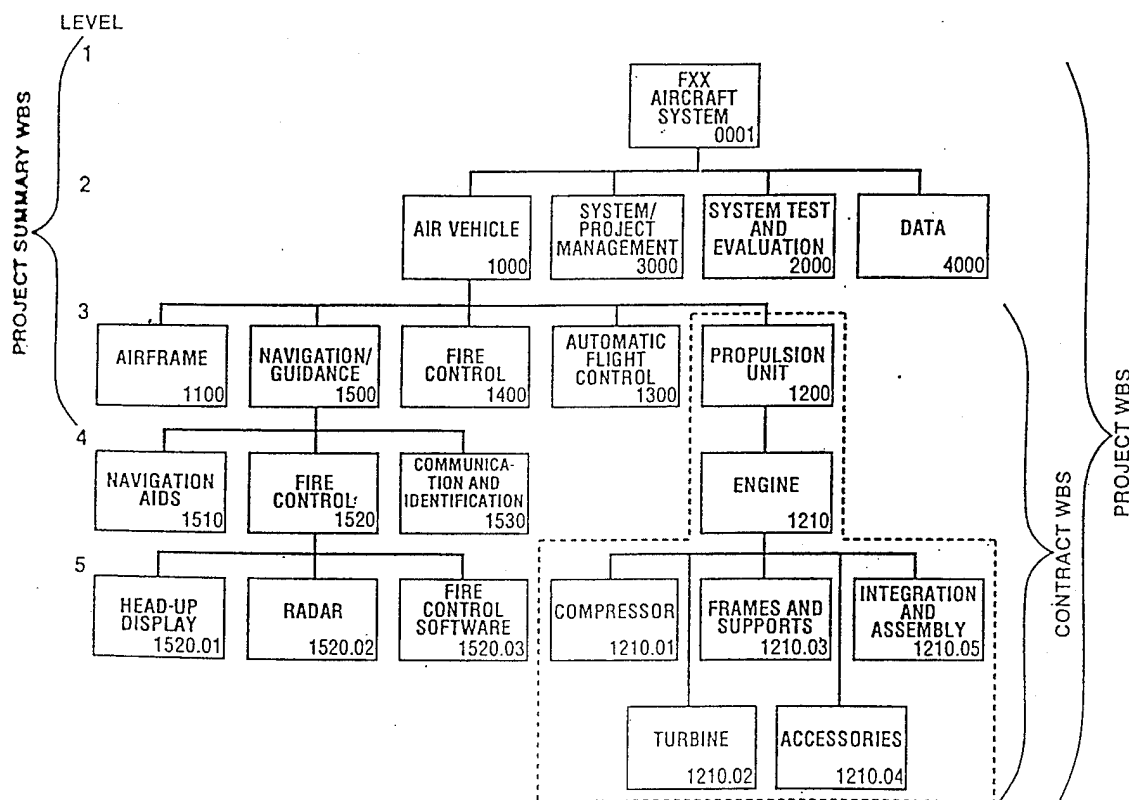 LEVEL
1
FXX
AIRCRAFT
SYSTEM
0001
PROJECT SUMMARY WBS
2
AIR VEHICLE
1000
SYSTEM/
PROJECT
MANAGEMENT
3000
SYSTEM TEST
AND
EVALUATION
2000
DATA
4000
3
AIRFRAME
1100
NAVIGATION/
GUIDANCE
1500
FIRE
CONTROL
1400
AUTOMATIC
FLIGHT
CONTROL
1300
PROPULSION
UNIT
1200
4
NAVIGATION
AIDS
1510
FIRE
CONTROL
1520
COMMUNICA-
TION AND
IDENTIFICATION
1530
ENGINE
1210
5
HEAD-UP
DISPLAY
1520.01
RADAR
1520.02
FIRE
CONTROL
SOFTWARE
1520.03
COMPRESSOR
1210.01
FRAMES AND
SUPPORTS
1210.03
INTEGRATION
AND
ASSEMBLY
1210.05
TURBINE
1210.02
ACCESSORIES
1210.04
CONTRACT WBS
PROJECT WBS